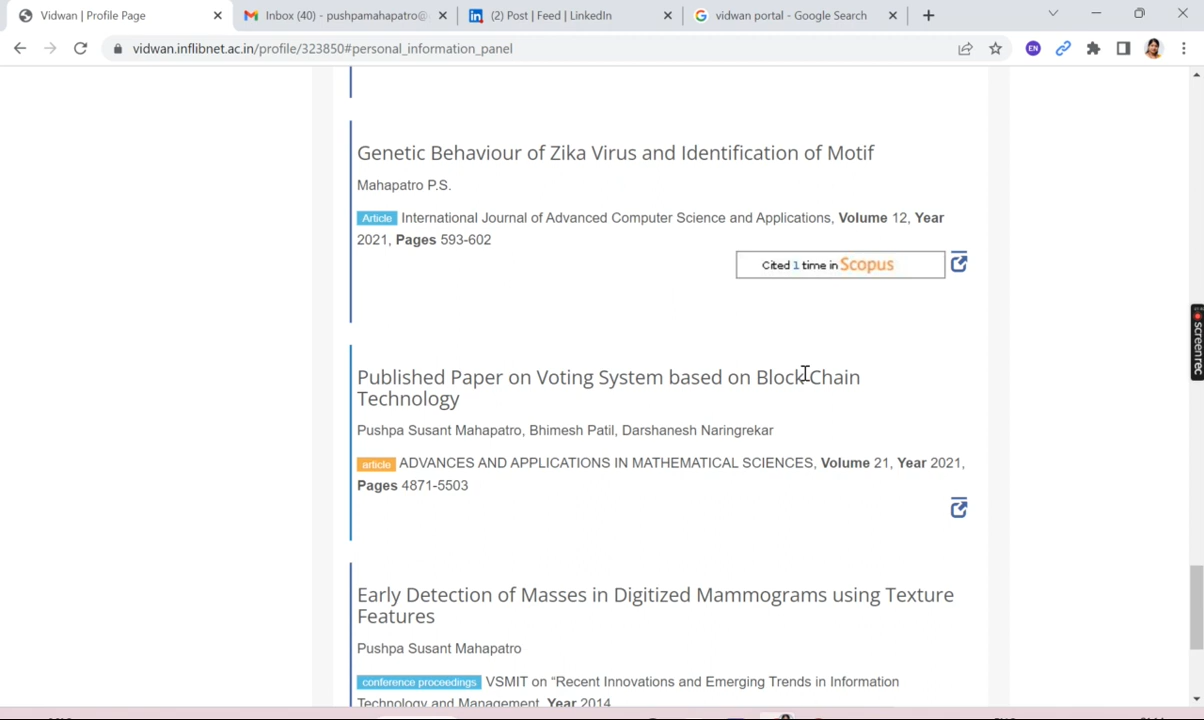 Vidwan | Profile Page
Inbox (40) - pushpamahapatro@
(2) Post | Feed | LinkedIn
vidwan portal - Google Search
vidwan.inflibnet.ac.in/profile/323850#personal_information_panel
EN
Genetic Behaviour of Zika Virus and Identification of Motif
Mahapatro P.S.
Article International Journal of Advanced Computer Science and Applications, Volume 12, Year
2021, Pages 593-602
Cited 1 time in Scopus
screenrec
Published Paper on Voting System based on Block Chain
Technology
Pushpa Susant Mahapatro, Bhimesh Patil, Darshanesh Naringrekar
article ADVANCES AND APPLICATIONS IN MATHEMATICAL SCIENCES, Volume 21, Year 2021,
Pages 4871-5503
Early Detection of Masses in Digitized Mammograms using Texture
Features
Pushpa Susant Mahapatro
conference proceedings VSMIT on “Recent Innovations and Emerging Trends in Information
Technology and Management, Year 2014